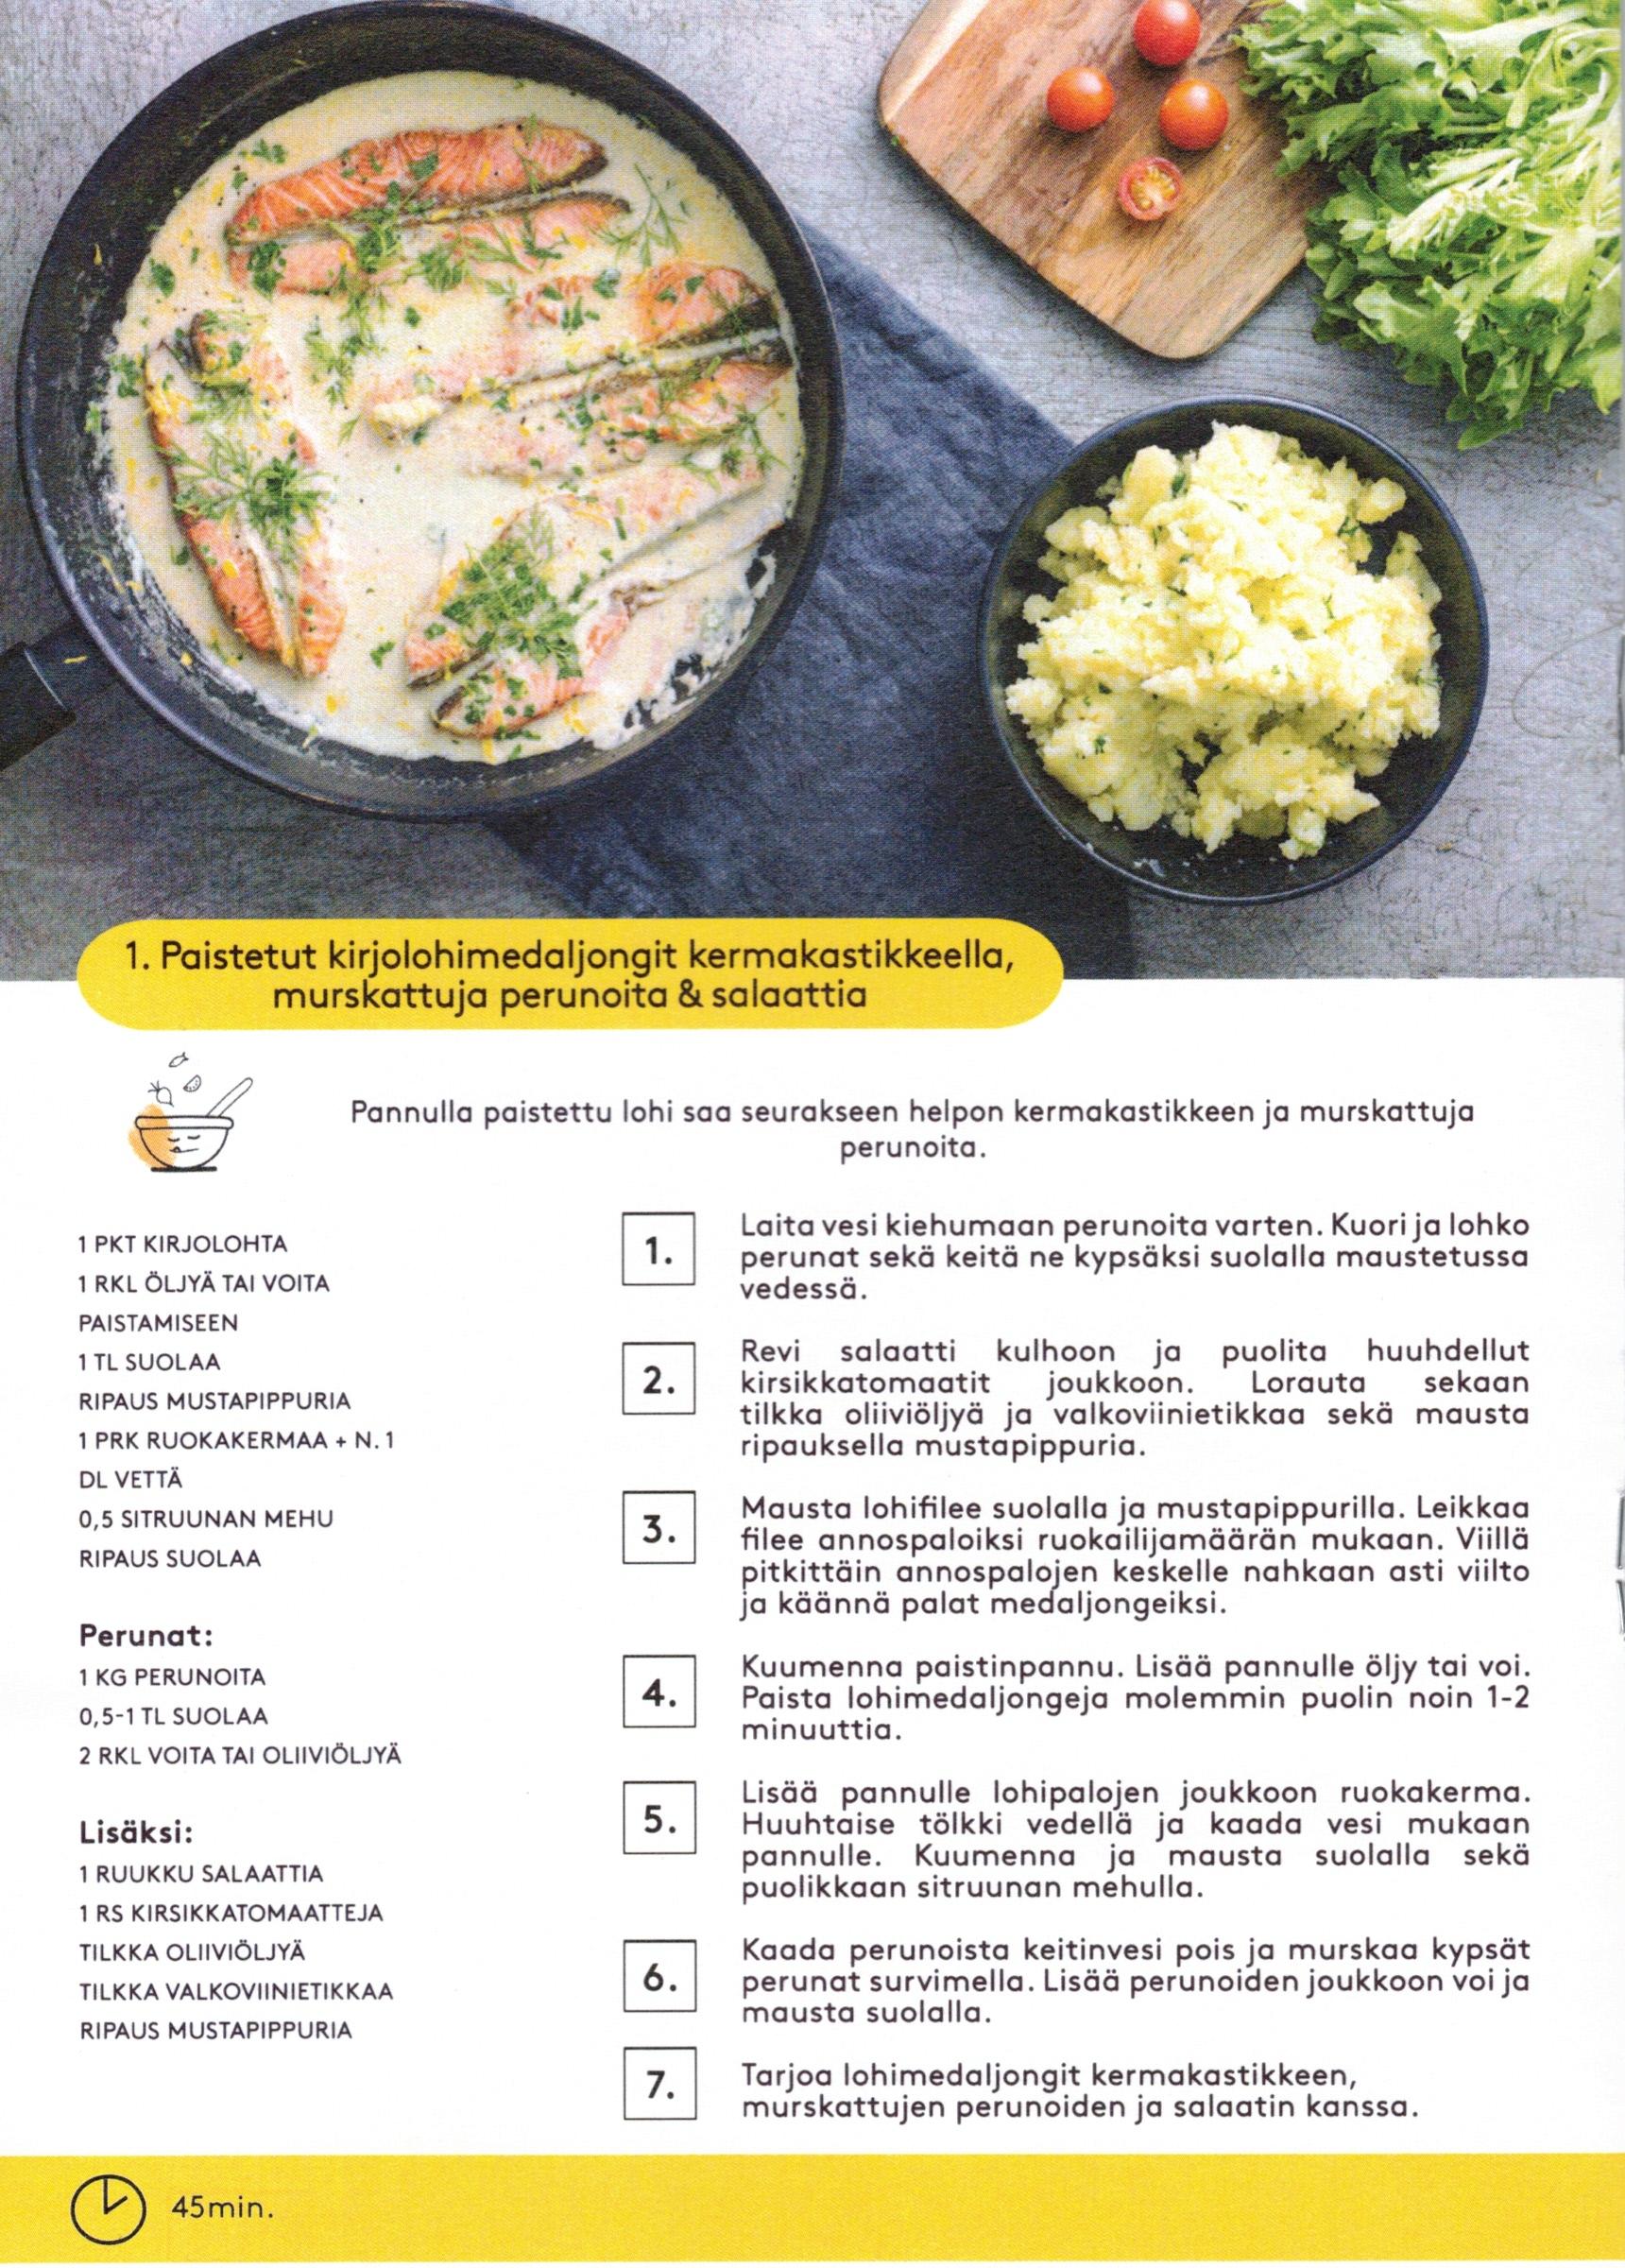 1. Paistetut kirjolohimedaljongit kermakastikkeella,
murskattuja perunoita & salaattia
Pannulla paistettu lohi saa seurakseen helpon kermakastikkeen ja murskattuja
perunoita.
1 PKT KIRJOLOHTA
1 RKL ÖLJYÄ TAI VOITA
PAISTAMISEEN
1 TL SUOLAA
RIPAUS MUSTAPIPPURIA
1 PRK RUOKAKERMAA + N. 1
DL VETTÄ
0,5 SITRUUNAN MEHU
RIPAUS SUOLAA
Perunat:
1 KG PERUNOITA
0,5-1 TL SUOLAA
2 RKL VOITA TAI OLIIVIÖLJYÄ
Lisäksi:
1 RUUKKU SALAATTIA
1 RS KIRSIKKATOMAATTEJA
TILKKA OLIIVIÖLJYÄ
TILKKA VALKOVIINIETIKKAA
RIPAUS MUSTAPIPPURIA
1.
Laita vesi kiehumaan perunoita varten. Kuori ja lohko
perunat sekä keitä ne kypsäksi suolalla maustetussa
vedessä.
2.
Revi salaatti kulhoon ja puolita huuhdellut
kirsikkatomaatit joukkoon. Lorauta sekaan
tilkka oliiviöljyä ja valkoviinietikkaa sekä mausta
ripauksella mustapippuria.
3.
Mausta lohifilee suolalla ja mustapippurilla. Leikkaa
filee annospaloiksi ruokailijamäärän mukaan. Viillä
pitkittäin annospalojen keskelle nahkaan asti viilto
ja käännä palat medaljongeiksi.
4.
Kuumenna paistinpannu. Lisää pannulle öljy tai voi.
Paista lohimedaljongeja molemmin puolin noin 1-2
minuuttia.
5.
Lisää pannulle lohipalojen joukkoon ruokakerma.
Huuhtaise tölkki vedellä ja kaada vesi mukaan
pannulle. Kuumenna ja mausta suolalla sekä
puolikkaan sitruunan mehulla.
6.
Kaada perunoista keitinvesi pois ja murskaa kypsät
perunat survimella. Lisää perunoiden joukkoon voi ja
mausta suolalla.
7.
Tarjoa lohimedaljongit kermakastikkeen,
murskattujen perunoiden ja salaatin kanssa.
45min.